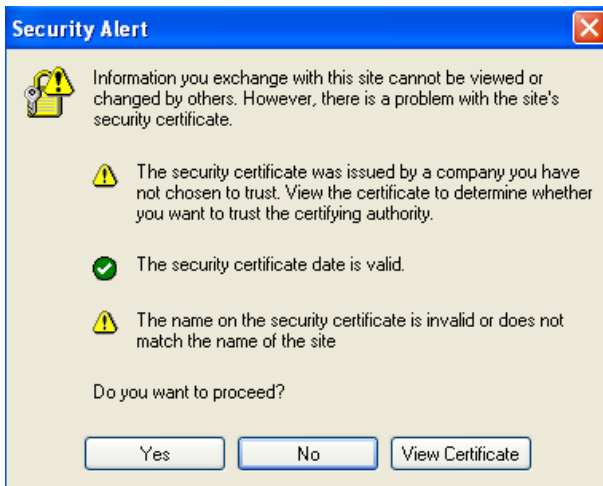 Security Alert
Information you exchange with this site cannot be viewed or
changed by others. However, there is a problem with the site's
security certificate.
The security certificate was issued by a company you have
not chosen to trust. View the certificate to determine whether
you want to trust the certifying authority.
The security certificate date is valid.
The name on the security certificate is invalid or does not
match the name of the site
Do you want to proceed?
Yes
No
View Certificate